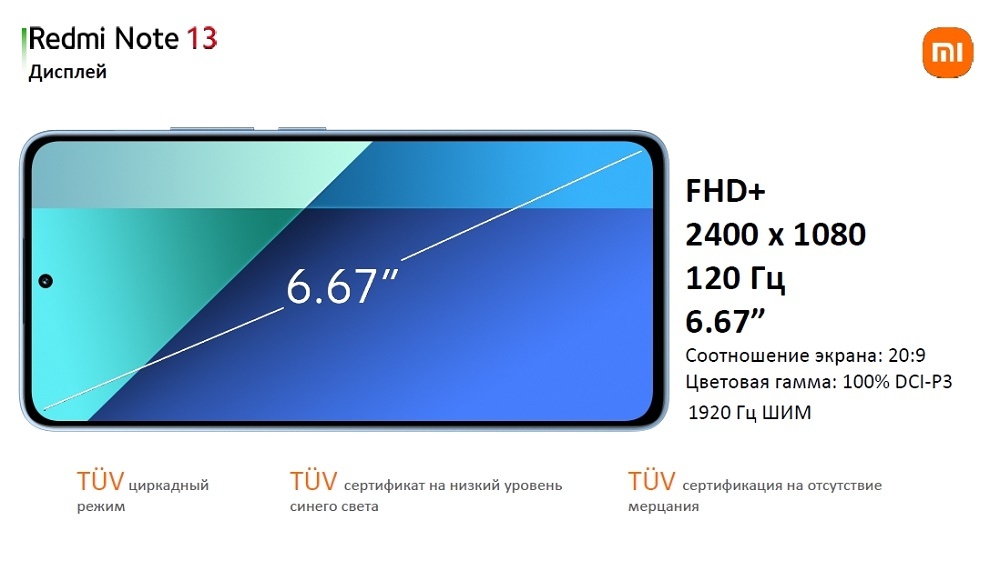 Redmi Note 13
Дисплей
6.67”
FHD+
2400 x 1080
120 Гц
6.67”
Соотношение экрана: 20:9
Цветовая гамма: 100% DCI-P3
1920 Гц ШИМ
TÜV циркадный
режим
TÜV сертификат на низкий уровень
синего света
TÜV сертификация на отсутствие
мерцания